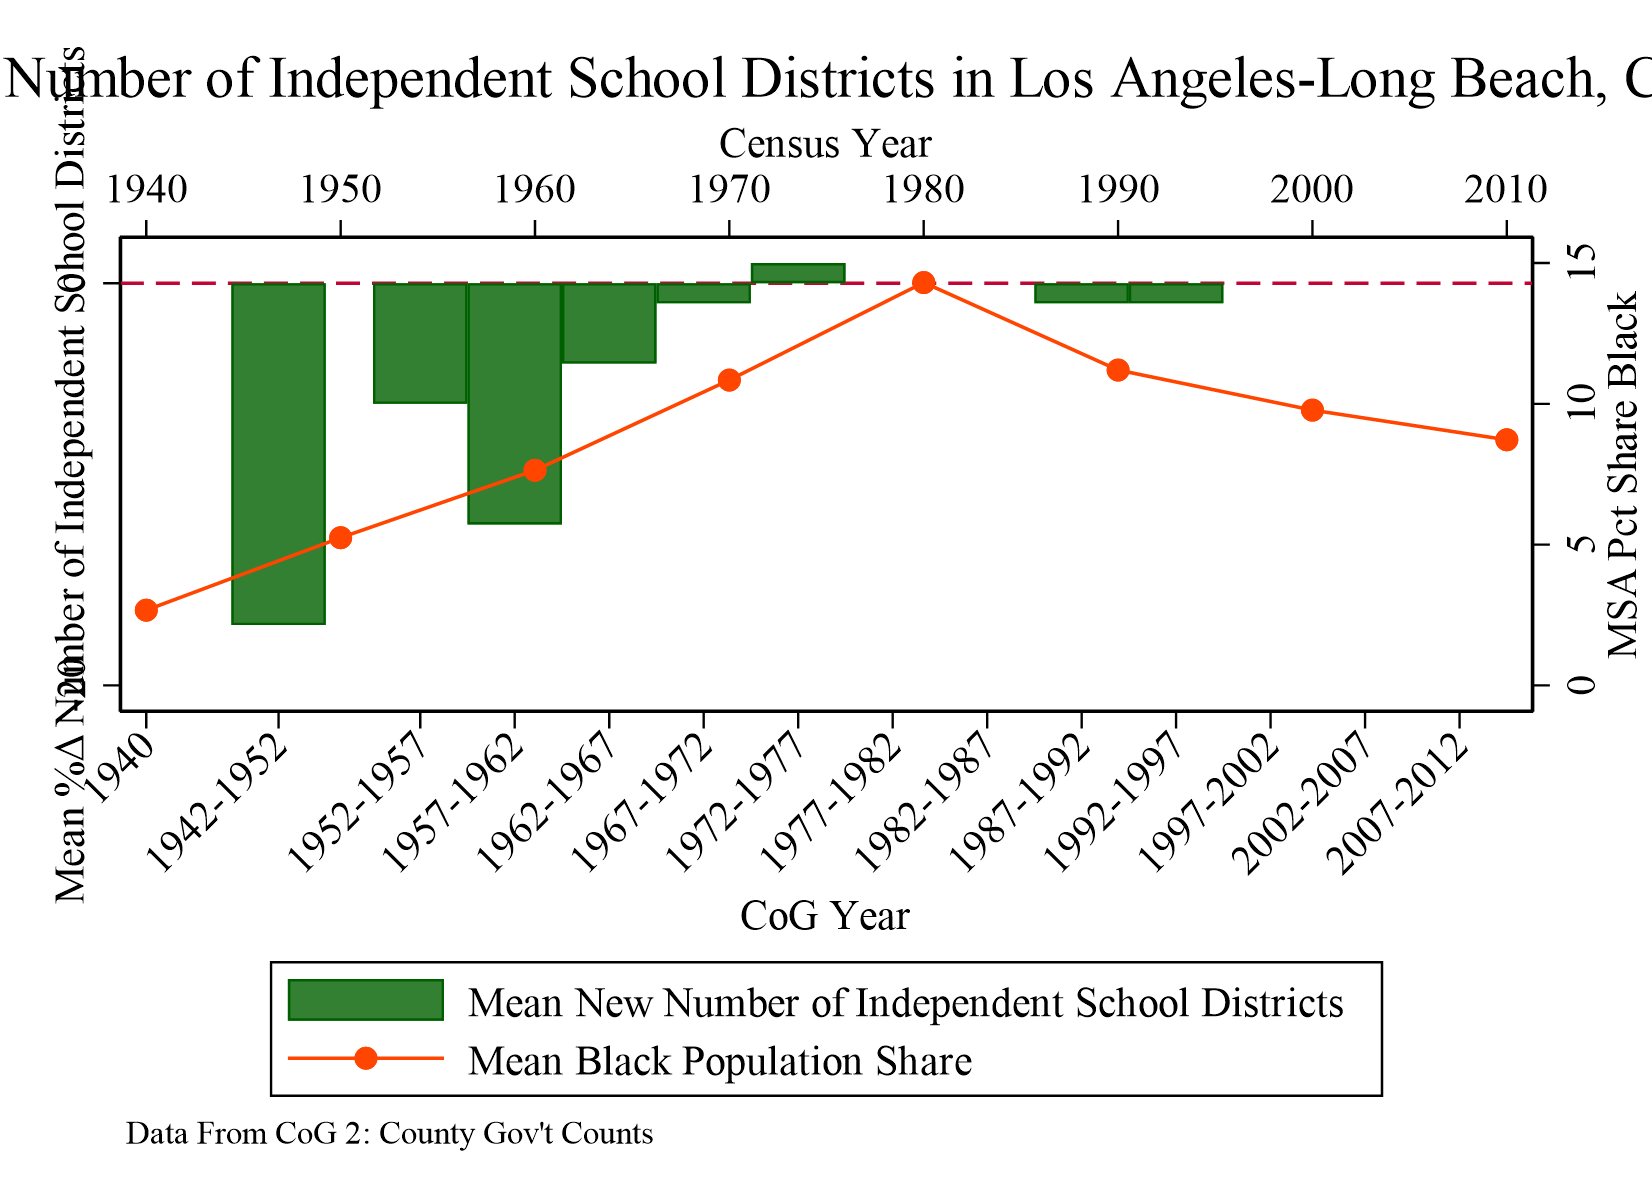 Number of Independent School Districts in Los Angeles-Long Beach, C
Census Year
1940 1950 1960 1970 1980 1990 2000 2010
Mean %Δ Number of Independent School Districts
0
-20
15
10
5
0
MSA Pct Share Black
1940
1942-1952
1952-1957
1957-1962
1962-1967
1967-1972
1972-1977
1977-1982
1982-1987
1987-1992
1992-1997
1997-2002
2002-2007
2007-2012
CoG Year
Mean New Number of Independent School Districts
Mean Black Population Share
Data From CoG 2: County Gov't Counts